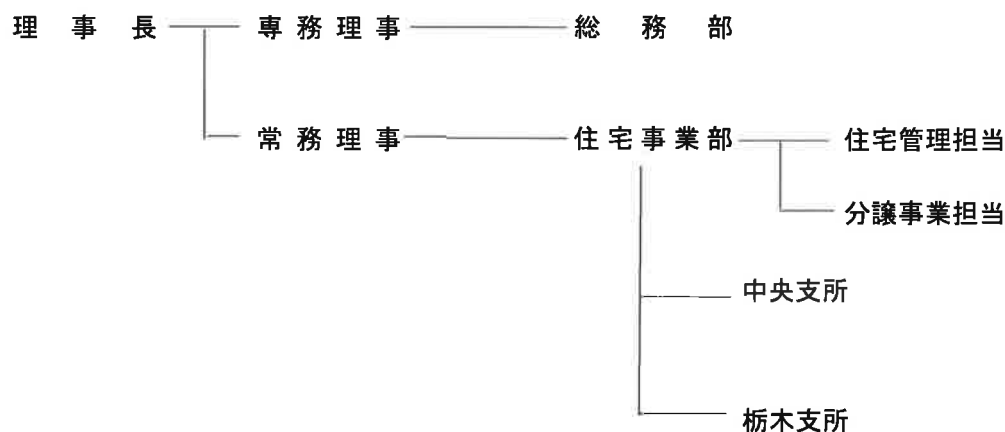 理事長 専務理事 総務部
常務理事 住宅事業部 住宅管理担当
分譲事業担当
中央支所
栃木支所